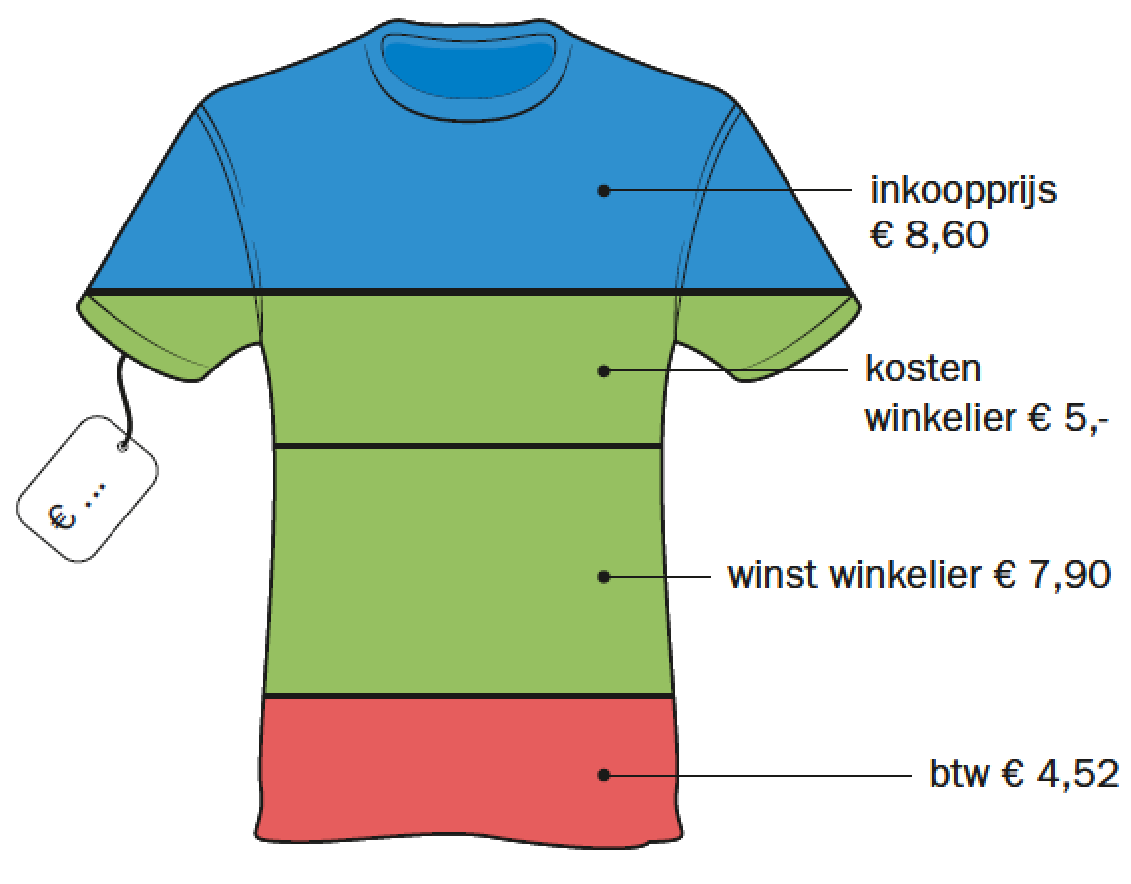 inkoopprijs
€ 8,60
kosten
winkelier € 5,-
€ ...
winst winkelier € 7,90
btw € 4,52